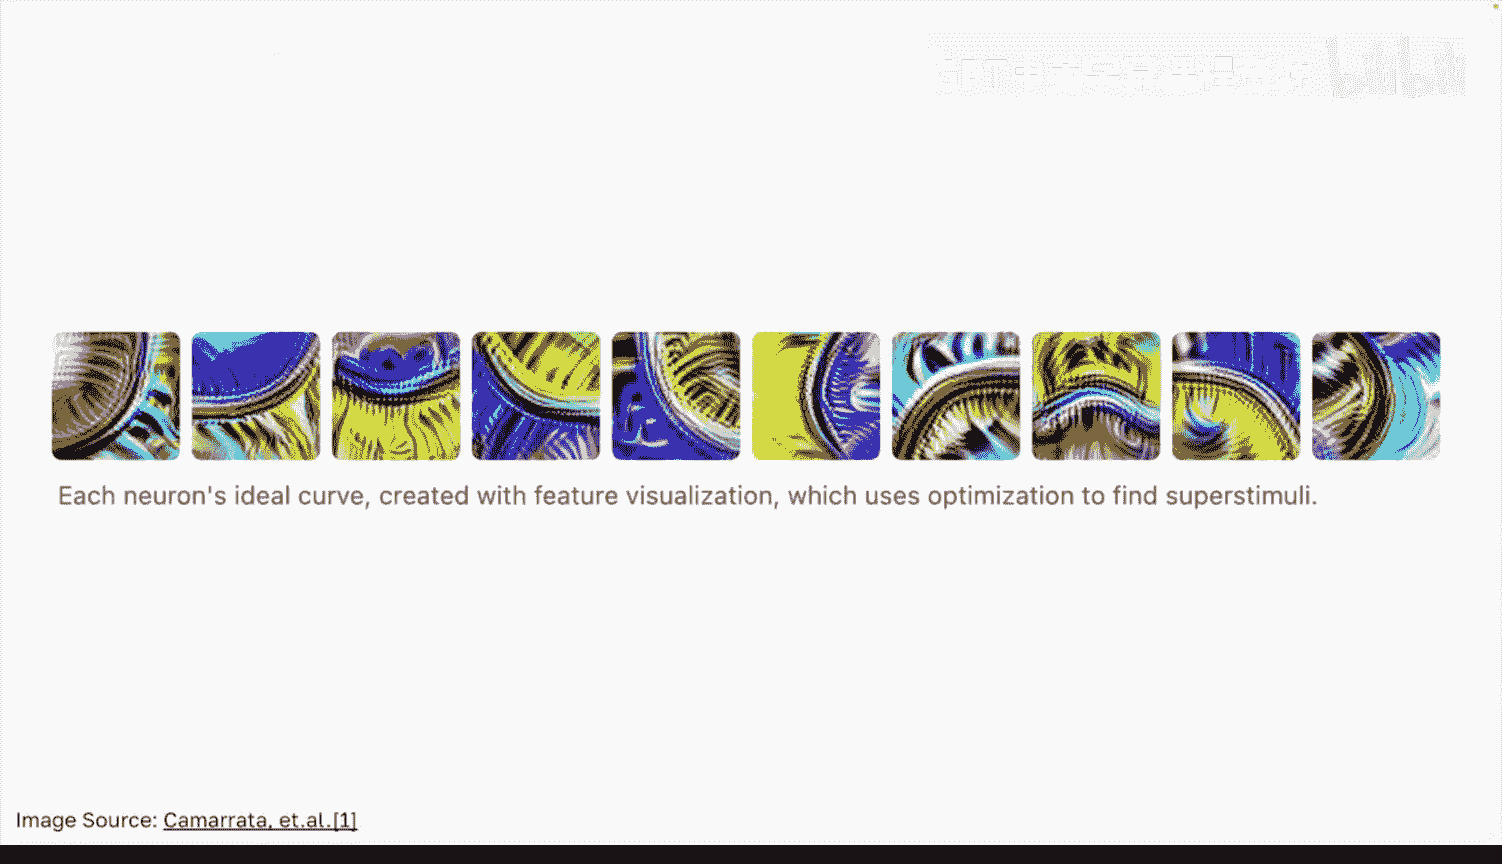 bilibili
Each neuron's ideal curve, created with feature visualization, which uses optimization to find superstimuli.
Image Source: Camarrata, et.al.[1]